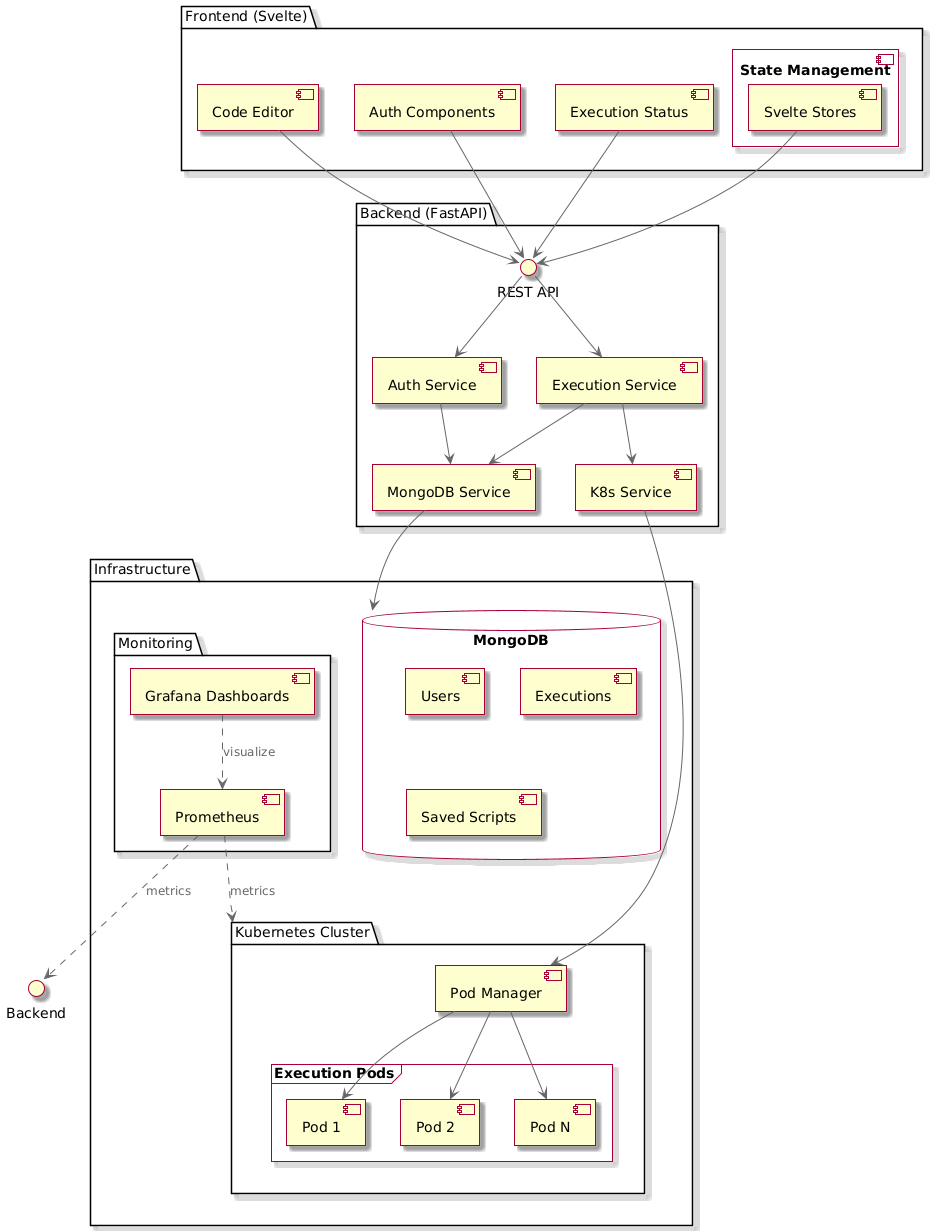 Frontend (Svelte)
State Management
Code Editor
Auth Components
Execution Status
Svelte Stores
Backend (FastAPI)
REST API
Auth Service
Execution Service
MongoDB Service
K8s Service
Infrastructure
Monitoring
MongoDB
Grafana Dashboards
Users
Executions
visualize
Prometheus
Saved Scripts
metrics
metrics
Kubernetes Cluster
Pod Manager
Backend
Execution Pods
Pod 1
Pod 2
Pod N